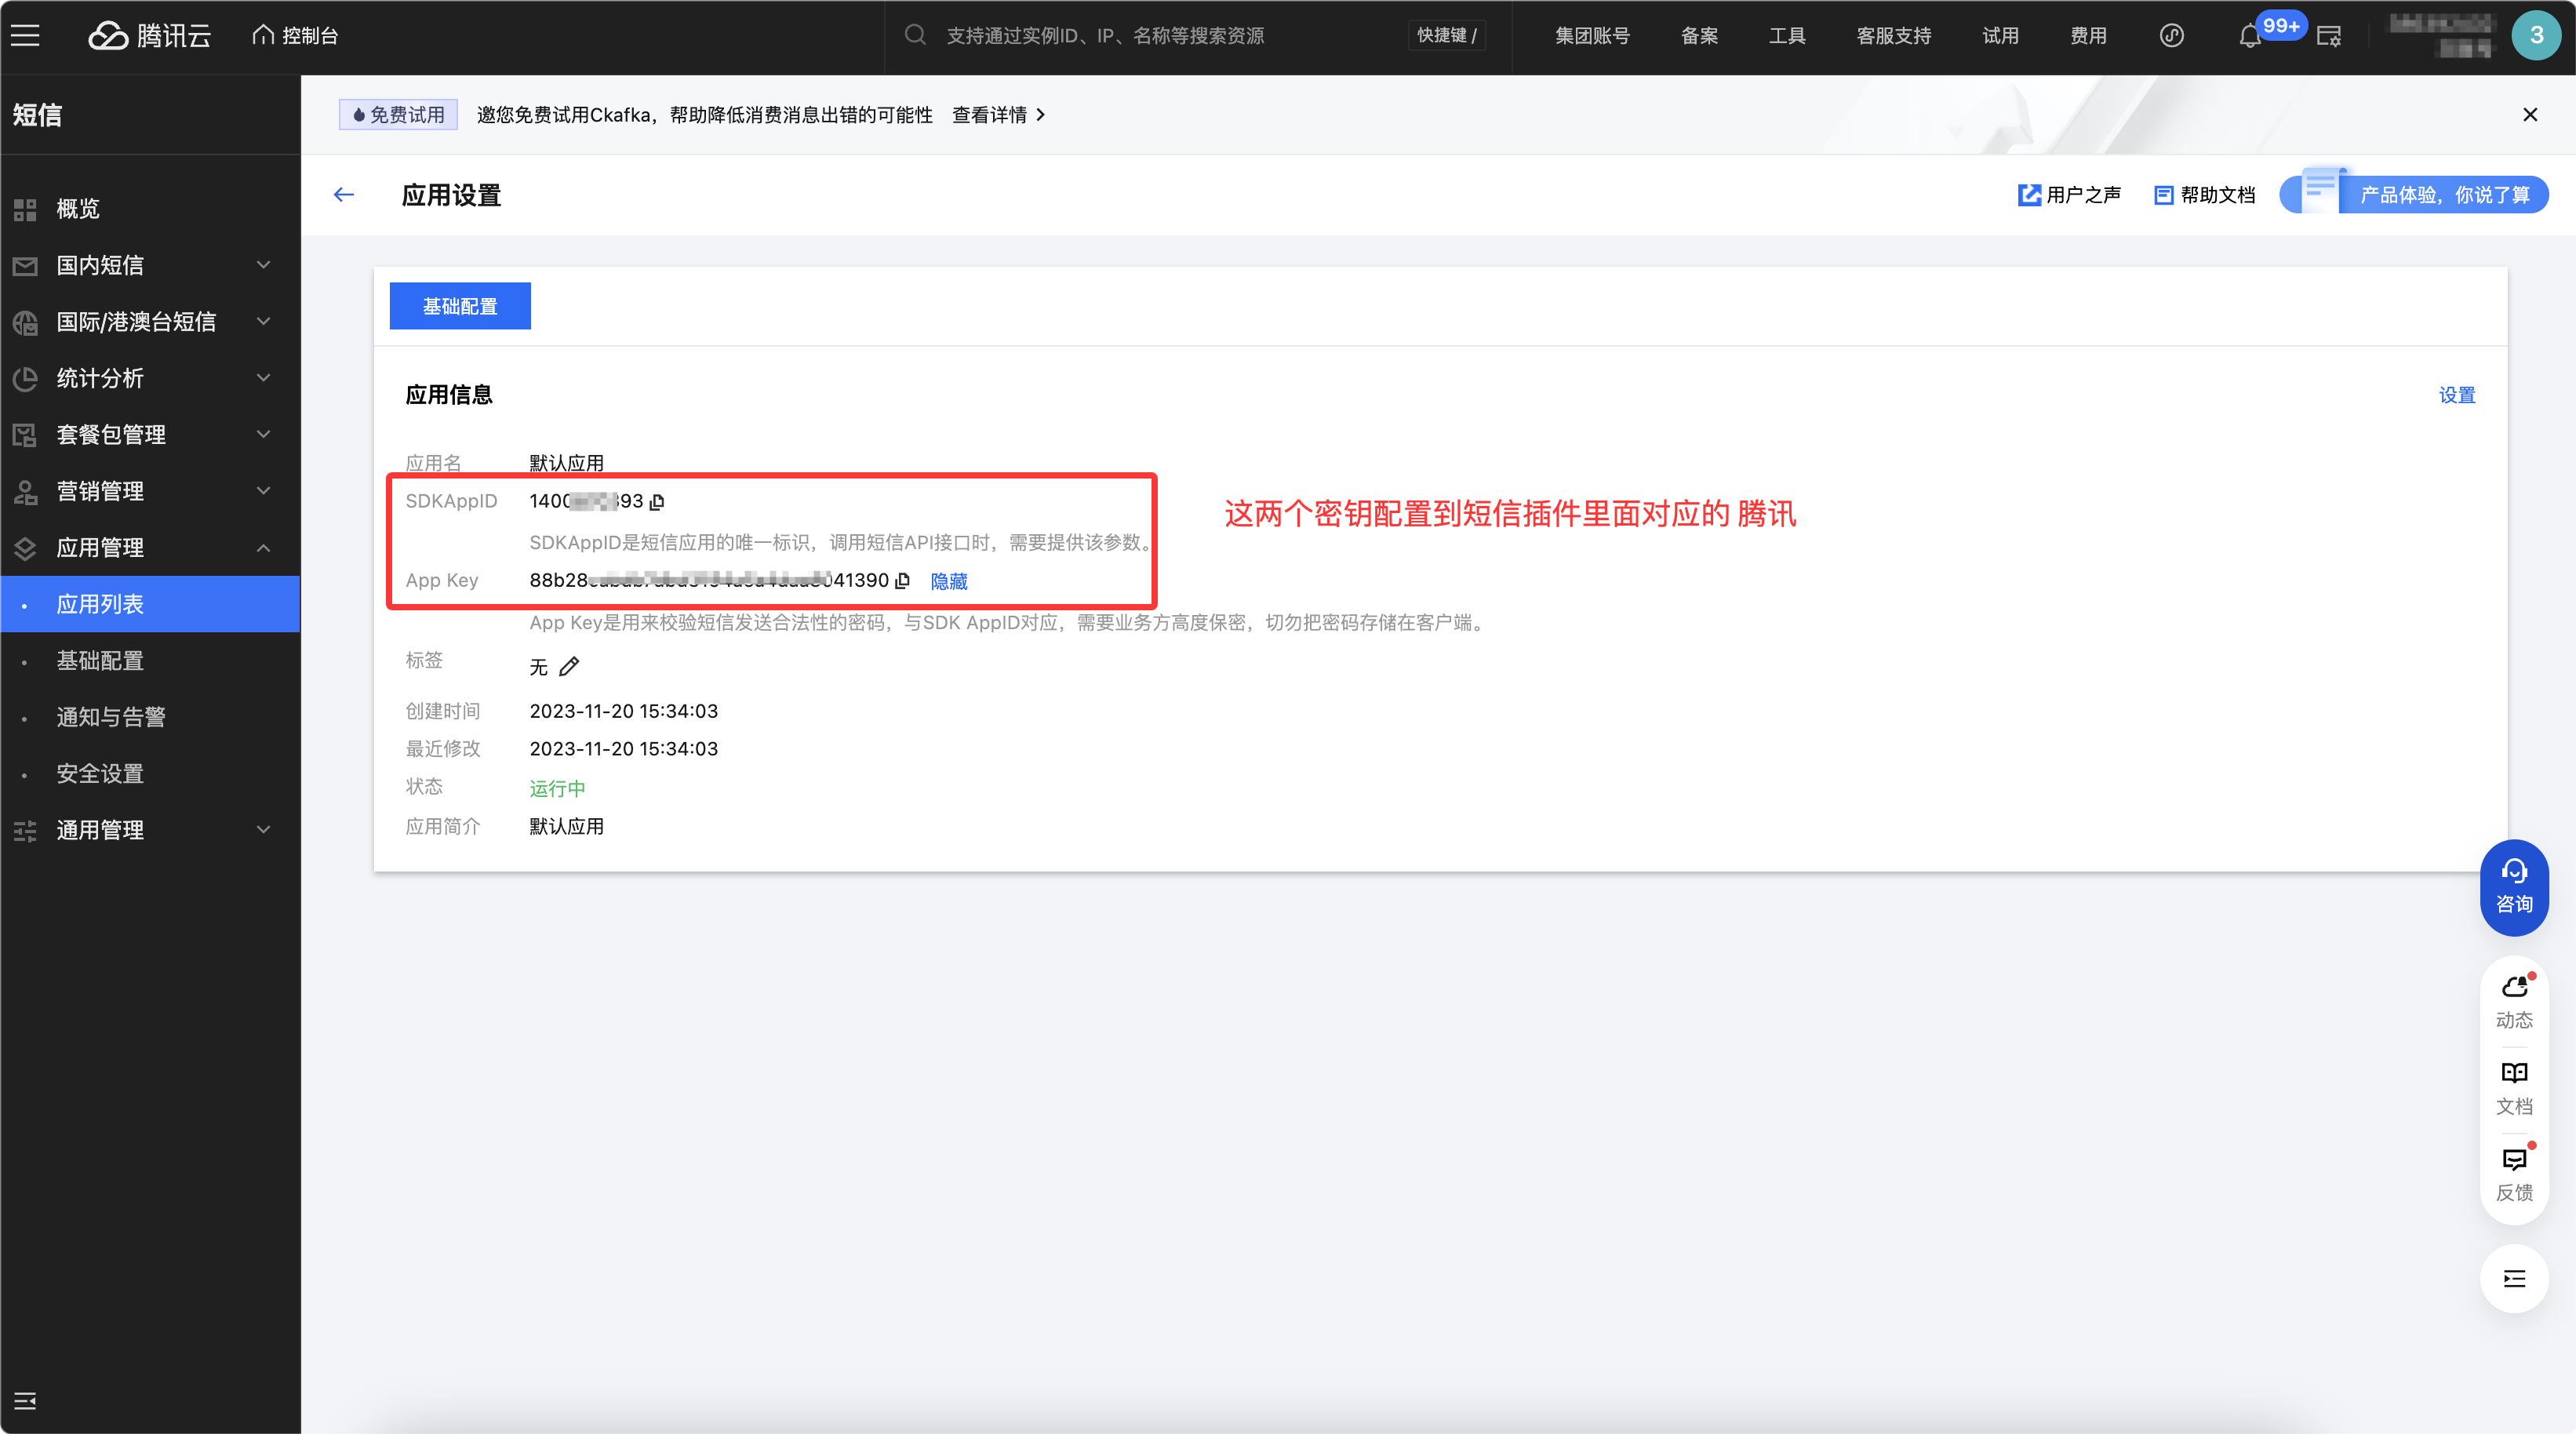 腾讯云 控制台 支持通过实例ID、IP、名称等搜索资源 快捷键 / 集团账号 备案 工具 客服支持 试用 费用 99+ 3
短信
概览
国内短信
国际/港澳台短信
统计分析
套餐包管理
营销管理
应用管理
应用列表
基础配置
通知与告警
安全设置
通用管理
免费试用 邀您免费试用Ckafka，帮助降低消费消息出错的可能性 查看详情
应用设置 用户之声 帮助文档 产品体验，你说了算
基础配置
应用信息 设置
应用名 默认应用
SDKAppID 1400 393
SDKAppID是短信应用的唯一标识，调用短信API接口时，需要提供该参数。
这两个密钥配置到短信插件里面对应的 腾讯
App Key 88b28 041390 隐藏
App Key是用来校验短信发送合法性的密码，与SDK AppID对应，需要业务方高度保密，切勿把密码存储在客户端。
标签 无
创建时间 2023-11-20 15:34:03
最近修改 2023-11-20 15:34:03
状态 运行中
应用简介 默认应用
咨询
动态
文档
反馈